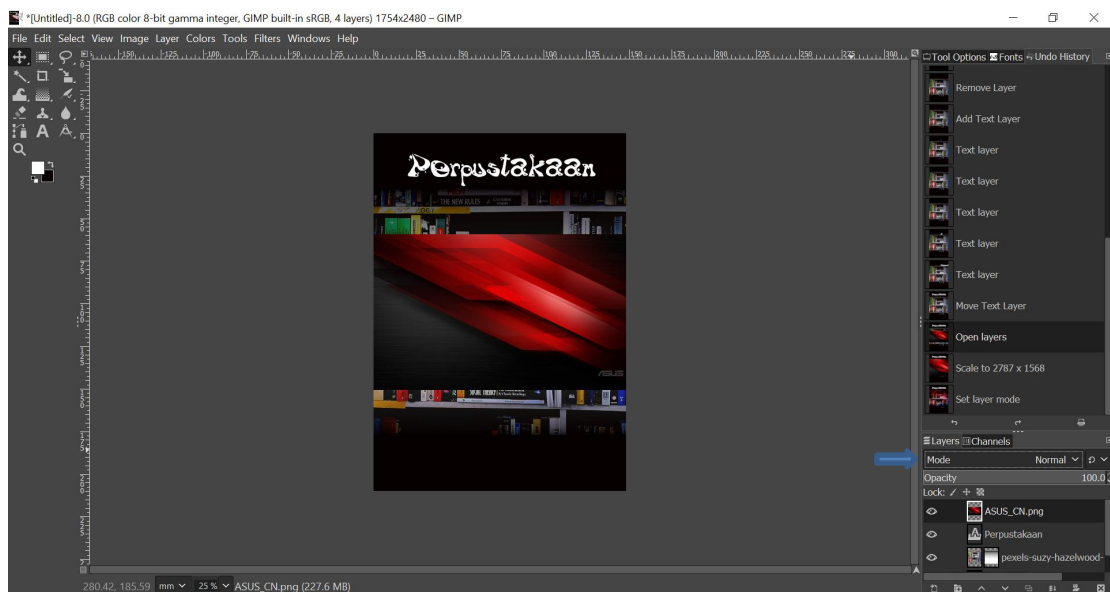 *[Untitled]-8.0 (RGB color 8-bit gamma integer, GIMP built-in sRGB, 4 layers) 1754x2480 – GIMP
File Edit Select View Image Layer Colors Tools Filters Windows Help
Tool Options Fonts Undo History
Remove Layer
Add Text Layer
Text layer
Text layer
Text layer
Text layer
Text layer
Move Text Layer
Open layers
Scale to 2787 x 1568
Set layer mode
Perpustakaan
THE NEW RULES
ASUS
Layers Channels
Mode Normal
Opacity 100.0
Lock:
ASUS_CN.png
Perpustakaan
pexels-suzy-hazelwood-
280.42, 185.59 mm 25 % ASUS_CN.png (227.6 MB)